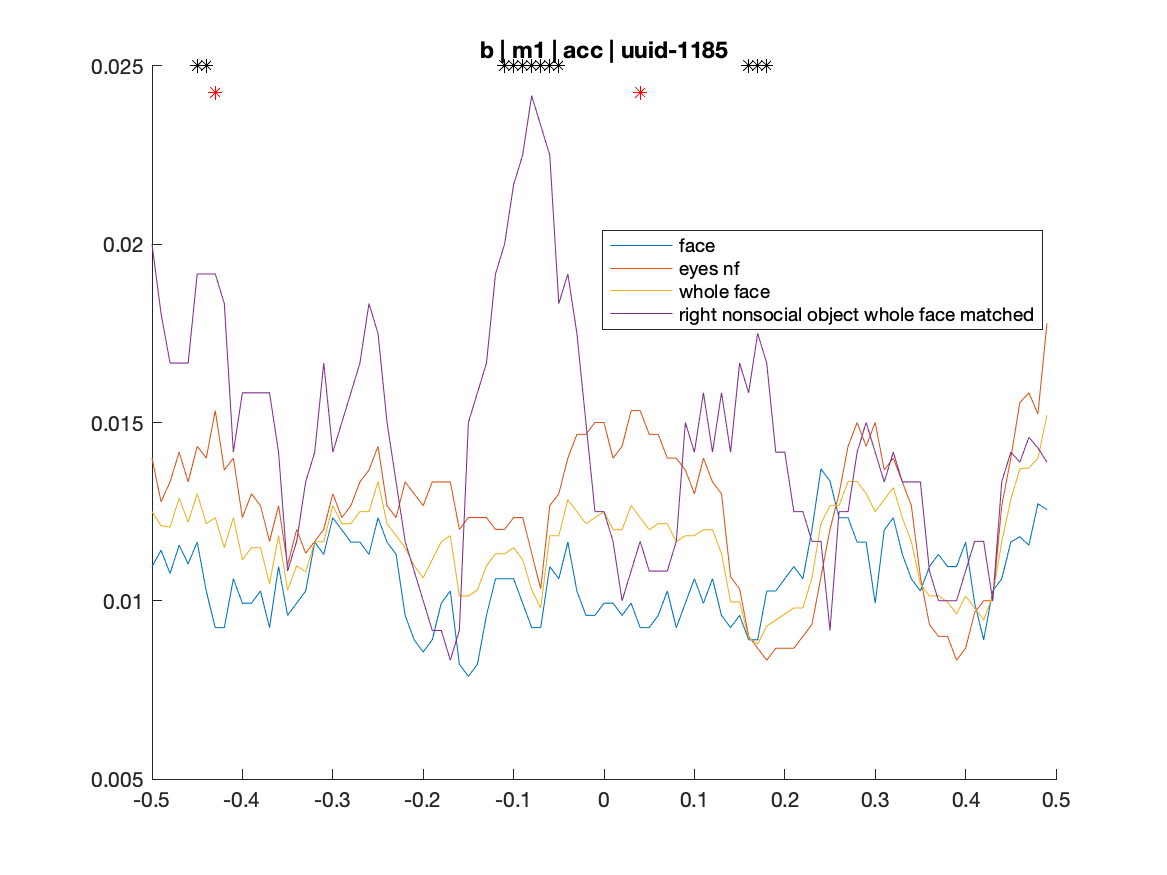 b | m1 | acc | uuid-1185
0.025
0.02
0.015
0.01
0.005
face
eyes nf
whole face
right nonsocial object whole face matched
-0.5 -0.4 -0.3 -0.2 -0.1 0 0.1 0.2 0.3 0.4 0.5